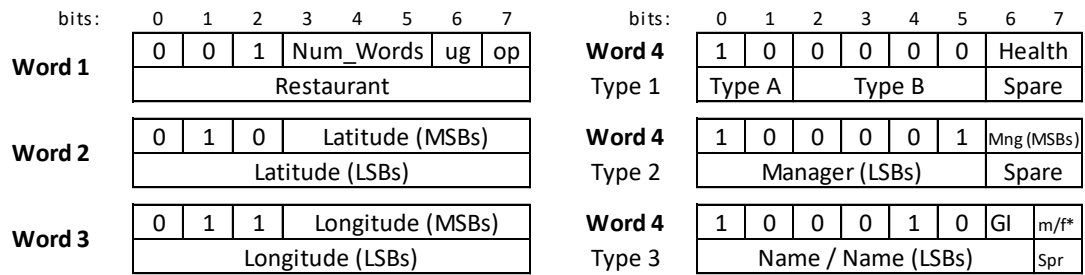 bits: 0 1 2 3 4 5 6 7
Word 1
0 0 1 Num_Words ug op
Restaurant
Word 2
0 1 0 Latitude (MSBs)
Latitude (LSBs)
Word 3
0 1 1 Longitude (MSBs)
Longitude (LSBs)
bits: 0 1 2 3 4 5 6 7
Word 4 1 0 0 0 0 0 Health
Type 1 Type A Type B Spare
Word 4 1 0 0 0 0 1 Mng (MSBs)
Type 2 Manager (LSBs) Spare
Word 4 1 0 0 0 1 0 GI m/f*
Type 3 Name / Name (LSBs) Spr